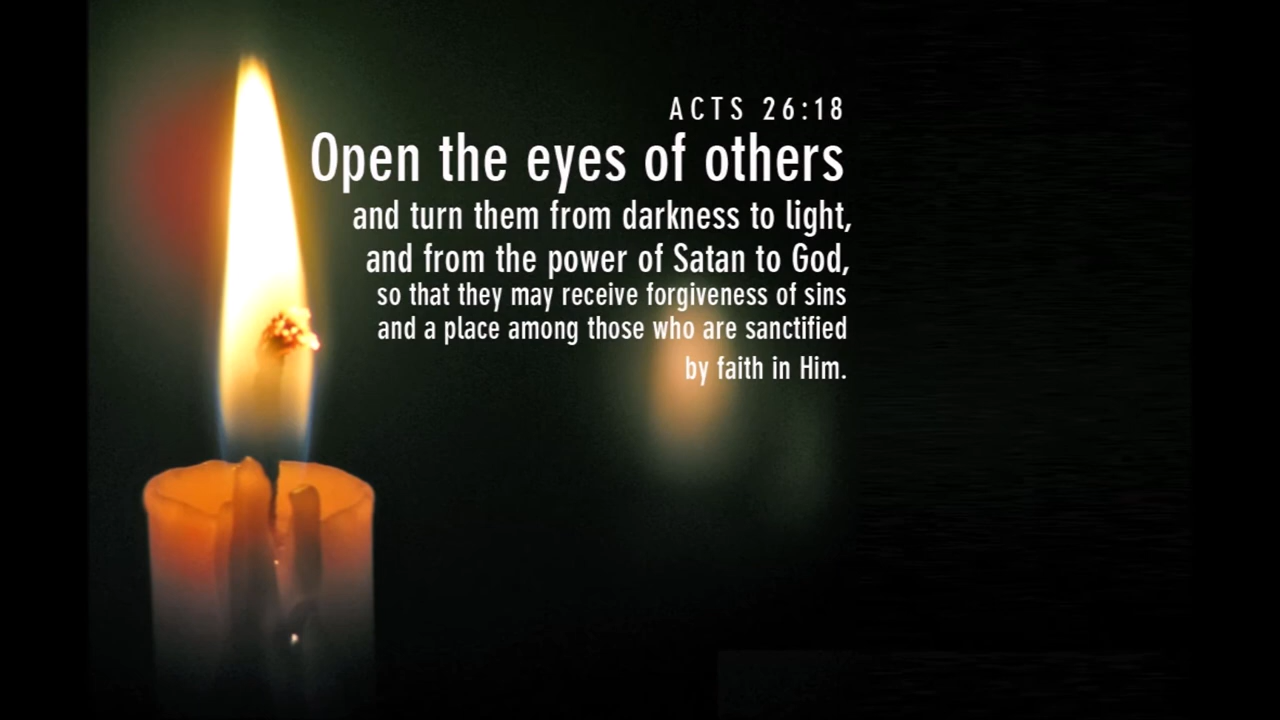 ACTS 26:18
Open the eyes of others
and turn them from darkness to light,
and from the power of Satan to God,
so that they may receive forgiveness of sins
and a place among those who are sanctified
by faith in Him.